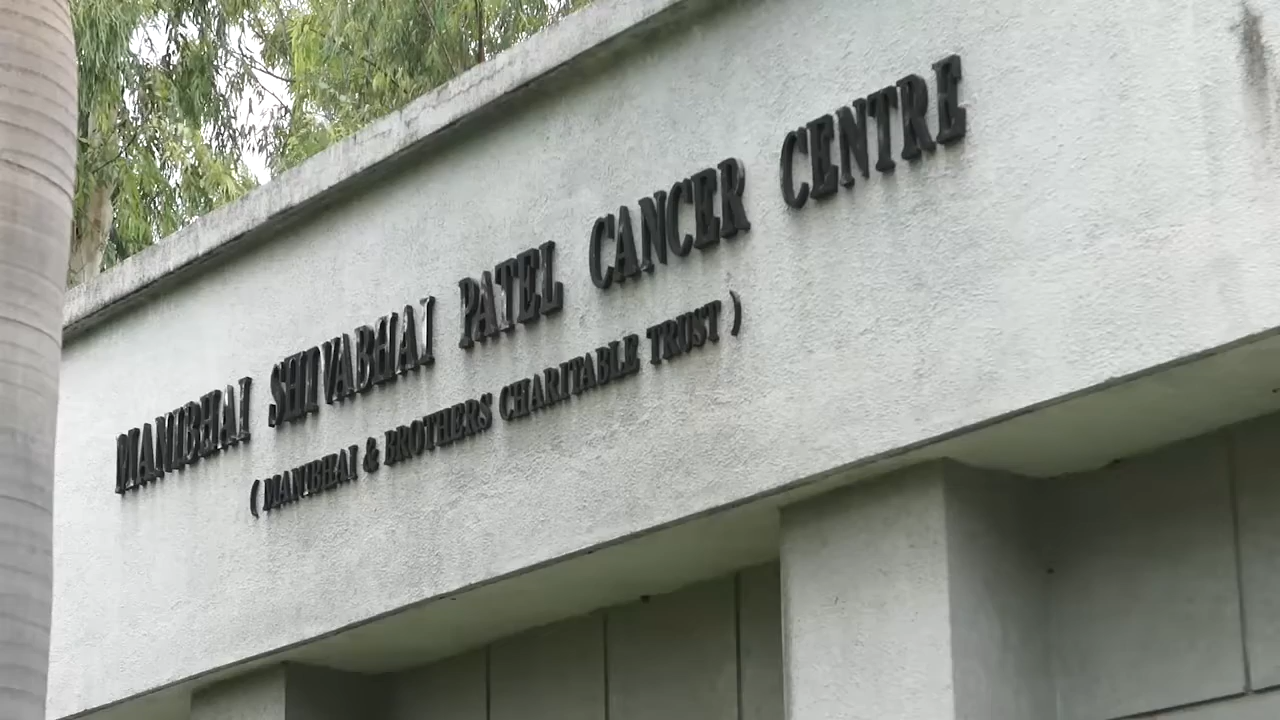 MANIBHAI SHIVABHAI PATEL CANCER CENTRE
( MANIBHAI & BROTHERS CHARITABLE TRUST )